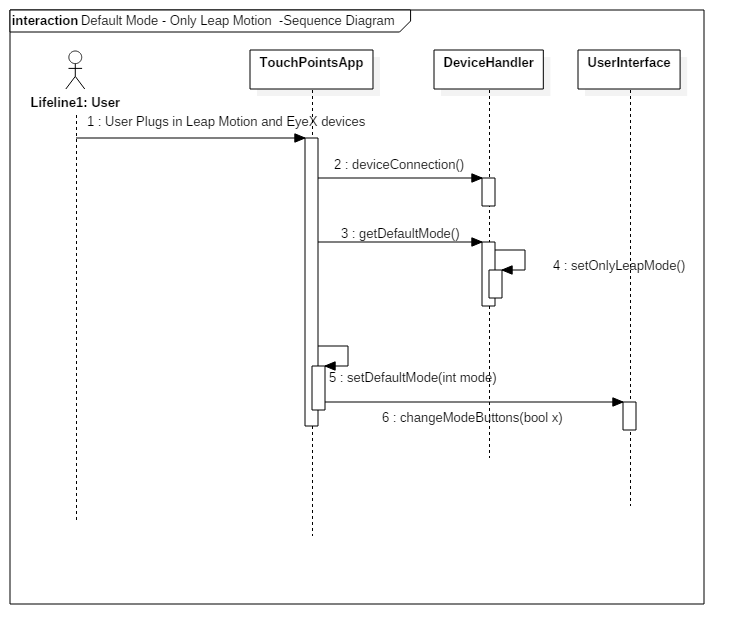 interaction Default Mode - Only Leap Motion -Sequence Diagram
TouchPointsApp
DeviceHandler
UserInterface
Lifeline1: User
1 : User Plugs in Leap Motion and EyeX devices
2 : deviceConnection()
3 : getDefaultMode()
4 : setOnlyLeapMode()
5 : setDefaultMode(int mode)
6 : changeModeButtons(bool x)